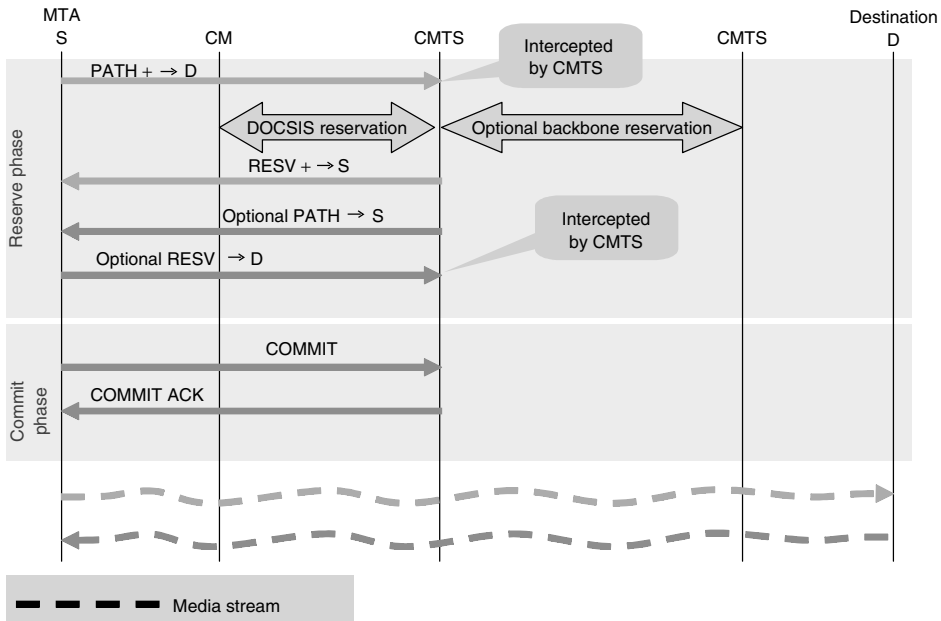 MTA
S
CM
CMTS
CMTS
Destination
D
Reserve phase
PATH + → D
Intercepted
by CMTS
DOCSIS reservation
Optional backbone reservation
RESV + → S
Optional PATH → S
Intercepted
by CMTS
Optional RESV → D
Commit
phase
COMMIT
COMMIT ACK
Media stream